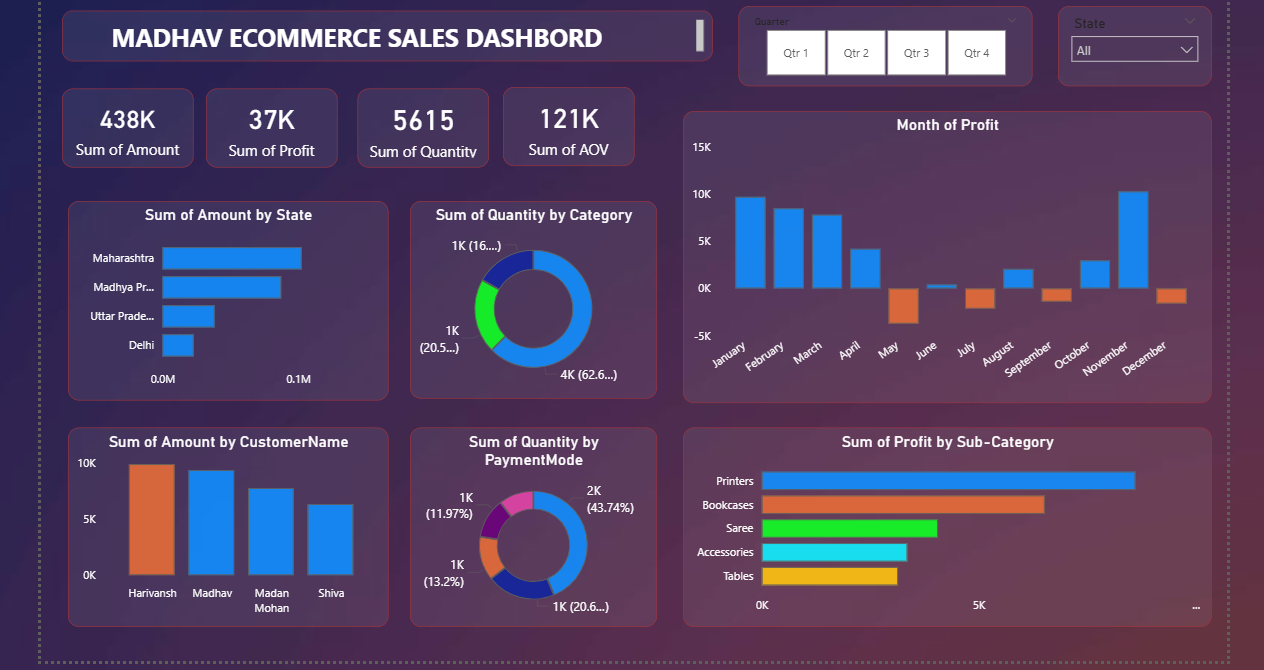 MADHAV ECOMMERCE SALES DASHBORD
Quarter
Qtr 1
Qtr 2
Qtr 3
Qtr 4
State
All
438K
Sum of Amount
37K
Sum of Profit
5615
Sum of Quantity
121K
Sum of AOV
Month of Profit
15K
10K
5K
0K
-5K
January
February
March
April
May
June
July
August
September
October
November
December
Sum of Amount by State
Maharashtra
Madhya Pr...
Uttar Prade...
Delhi
0.0M
0.1M
Sum of Quantity by Category
1K (16....)
1K
(20.5...)
4K (62.6...)
Sum of Amount by CustomerName
10K
5K
0K
Harivansh
Madhav
Madan
Mohan
Shiva
Sum of Quantity by
PaymentMode
1K
(11.97%)
2K
(43.74%)
1K
(13.2%)
1K (20.6...)
Sum of Profit by Sub-Category
Printers
Bookcases
Saree
Accessories
Tables
0K
5K
...